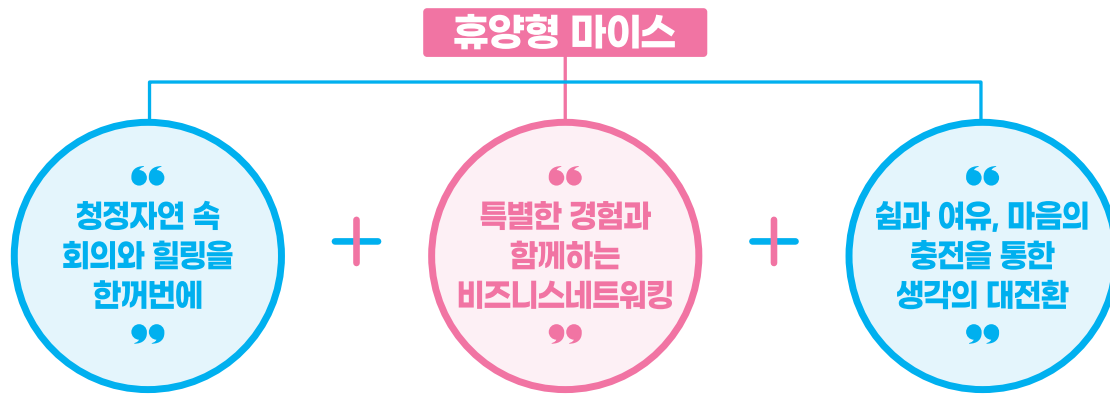 휴양형 마이스
❝
청정자연 속
회의와 힐링을
한꺼번에
❞
+
❝
특별한 경험과
함께하는
비즈니스네트워킹
❞
+
❝
쉼과 여유, 마음의
충전을 통한
생각의 대전환
❞